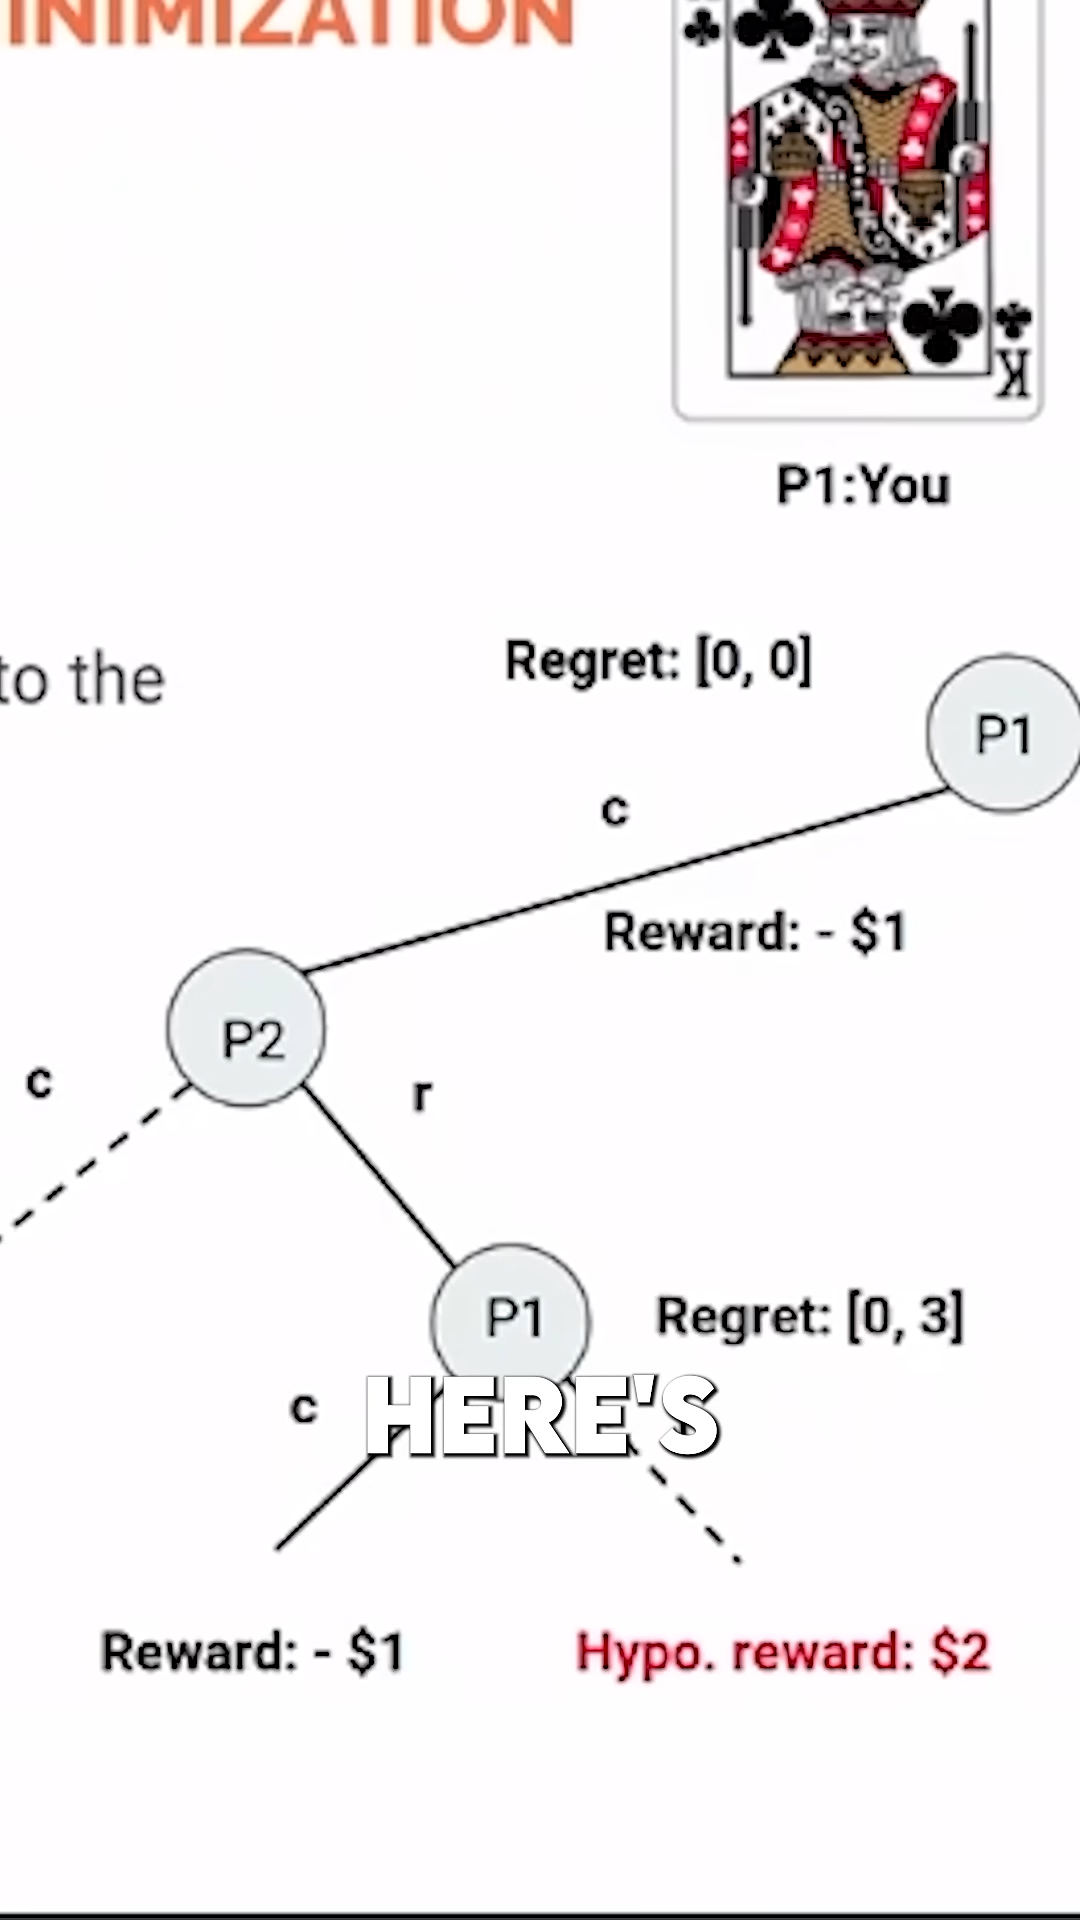 INIMIZATION
K
P1:You
to the
Regret: [0, 0]
P1
c
Reward: - $1
P2
c
r
P1
Regret: [0, 3]
c
HERE'S
Reward: - $1
Hypo. reward: $2